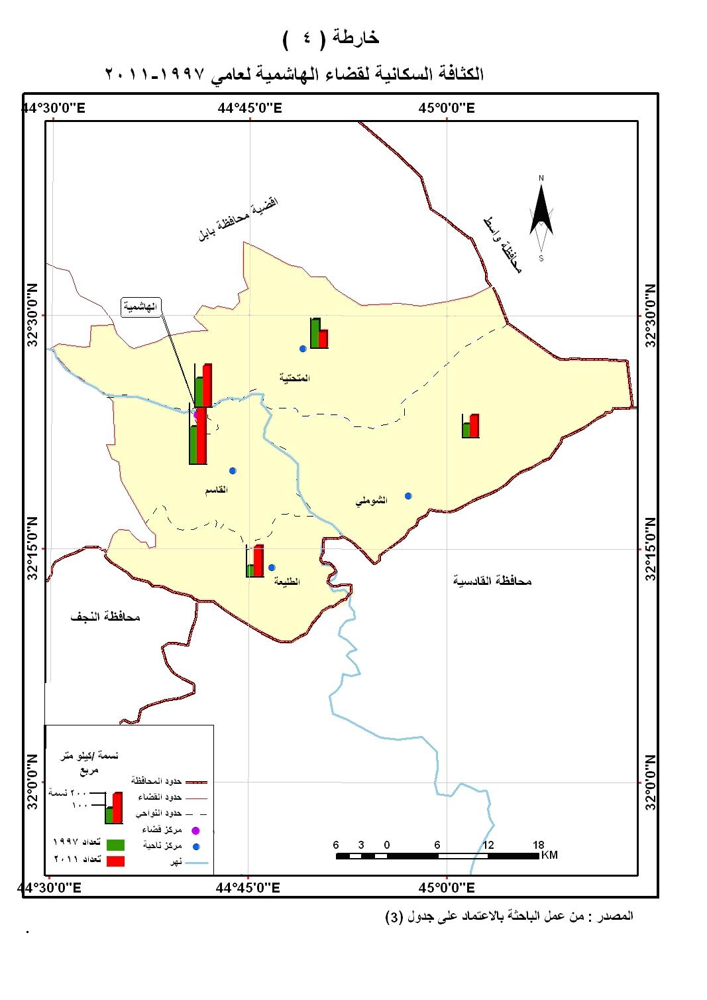 خارطة ( ٤ )
الكثافة السكانية لقضاء الهاشمية لعامي ١٩٩٧-٢٠١١
44°30'0"E
44°45'0"E
45°0'0"E
N
S
اقضية محافظة بابل
محافظة واسط
32°30'0"N
32°30'0"N
الهاشمية
المتحتية
القاسم
الشوملي
32°15'0"N
32°15'0"N
الطليعة
محافظة القادسية
محافظة النجف
32°0'0"N
32°0'0"N
نسمة /كيلو متر
مربع
٢٠٠ نسمة
١٠٠
تعداد ١٩٩٧
تعداد ٢٠١١
حدود المحافظة
حدود القضاء
حدود النواحي
مركز قضاء
مركز ناحية
نهر
6 3 0 6 12 18
KM
44°30'0"E
44°45'0"E
45°0'0"E
المصدر : من عمل الباحثة بالاعتماد على جدول (3)